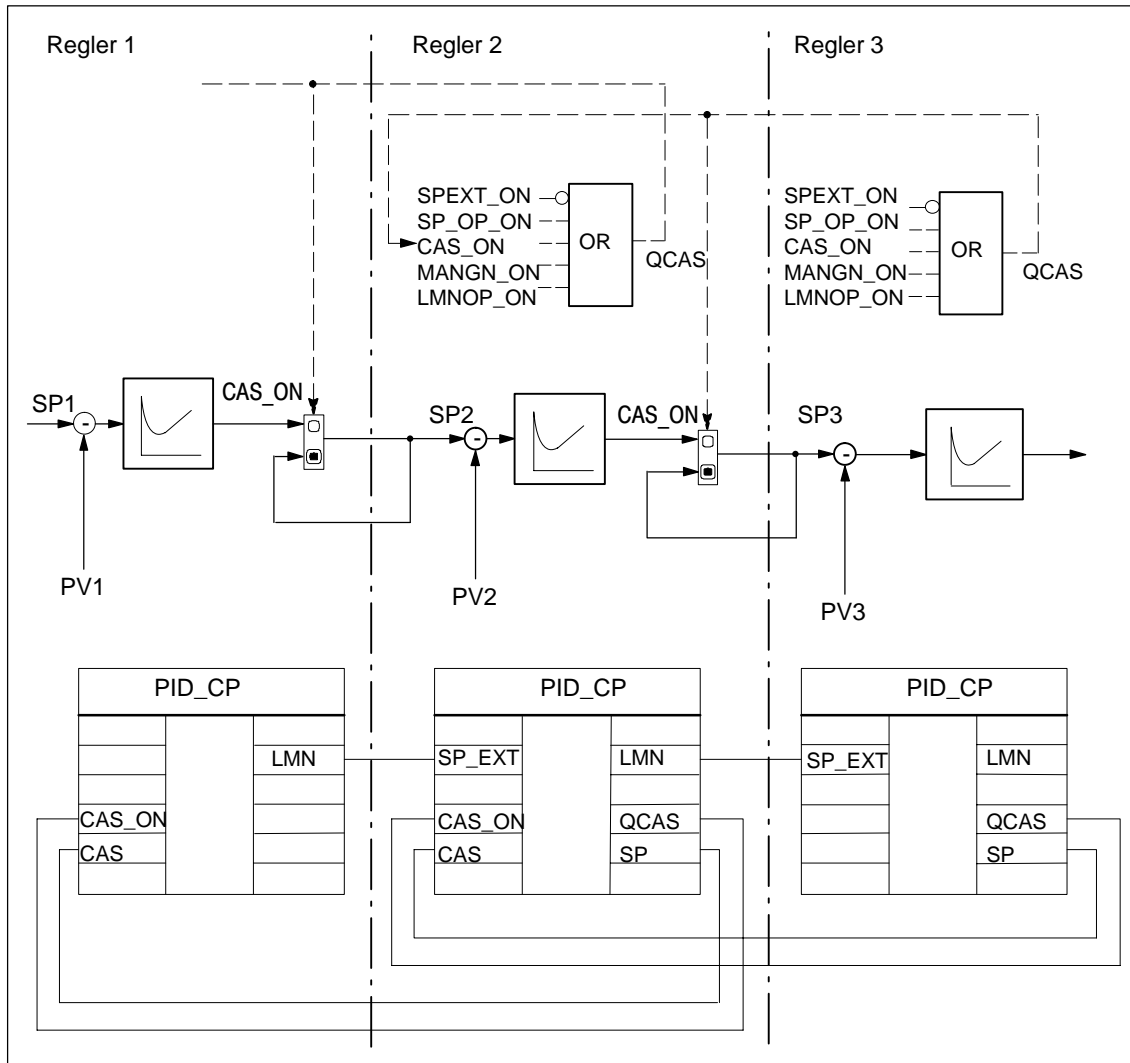 Regler 1
Regler 2
Regler 3
SPEXT_ON
SP_OP_ON
CAS_ON
MANGN_ON
LMNOP_ON
OR
QCAS
SPEXT_ON
SP_OP_ON
CAS_ON
MANGN_ON
LMNOP_ON
OR
QCAS
SP1
-
CAS_ON
PV1
SP2
-
CAS_ON
PV2
SP3
-
PV3
PID_CP
LMN
CAS_ON
CAS
PID_CP
SP_EXT
LMN
CAS_ON
QCAS
CAS
SP
PID_CP
SP_EXT
LMN
QCAS
SP